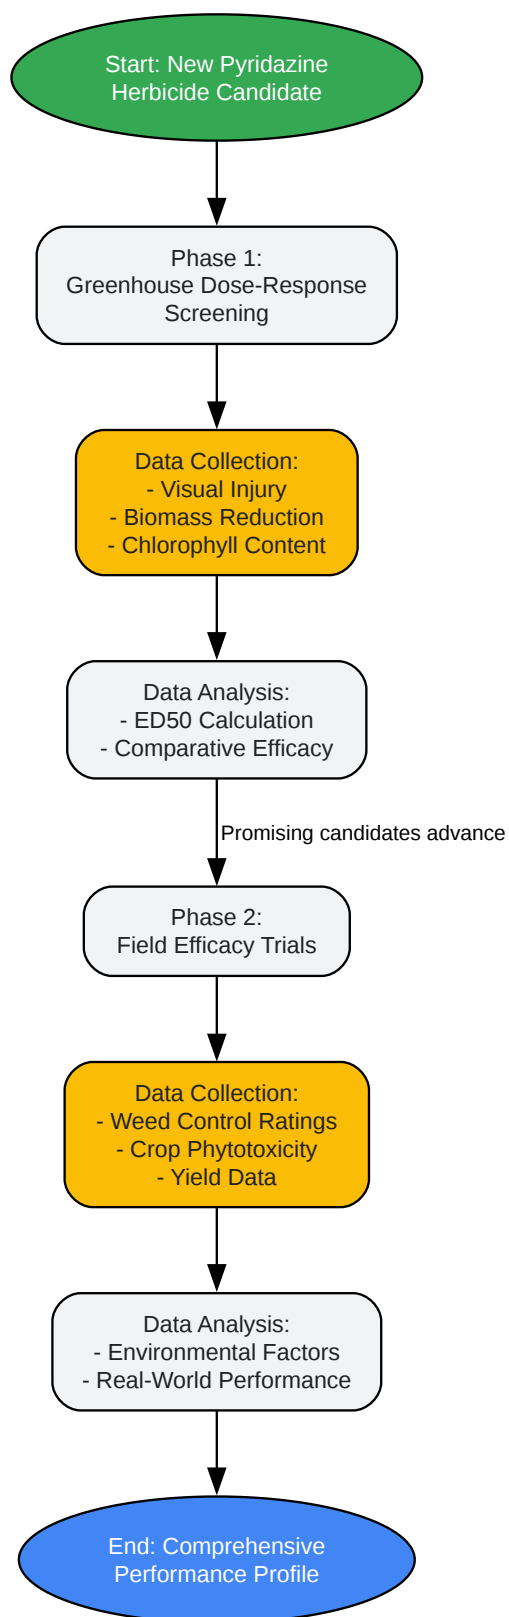 Start: New Pyridazine
Herbicide Candidate
Phase 1:
Greenhouse Dose-Response
Screening
Data Collection:
- Visual Injury
- Biomass Reduction
- Chlorophyll Content
Data Analysis:
- ED50 Calculation
- Comparative Efficacy
Promising candidates advance
Phase 2:
Field Efficacy Trials
Data Collection:
- Weed Control Ratings
- Crop Phytotoxicity
- Yield Data
Data Analysis:
- Environmental Factors
- Real-World Performance
End: Comprehensive
Performance Profile